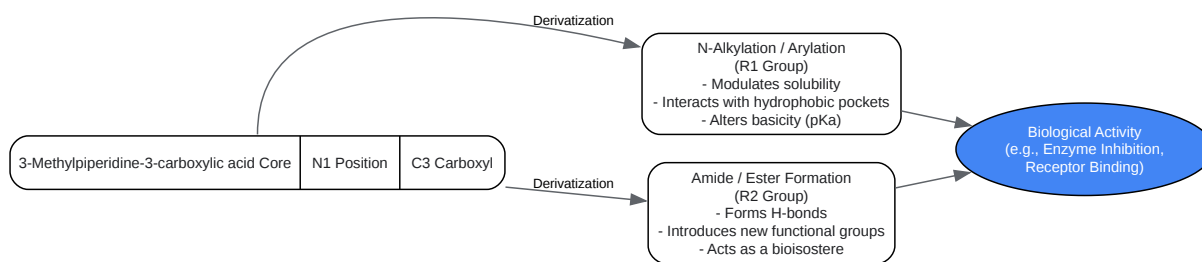 Derivatization
N-Alkylation / Arylation
(R1 Group)
- Modulates solubility
- Interacts with hydrophobic pockets
- Alters basicity (pKa)
3-Methylpiperidine-3-carboxylic acid Core
N1 Position
C3 Carboxyl
Derivatization
Amide / Ester Formation
(R2 Group)
- Forms H-bonds
- Introduces new functional groups
- Acts as a bioisostere
Biological Activity
(e.g., Enzyme Inhibition,
Receptor Binding)